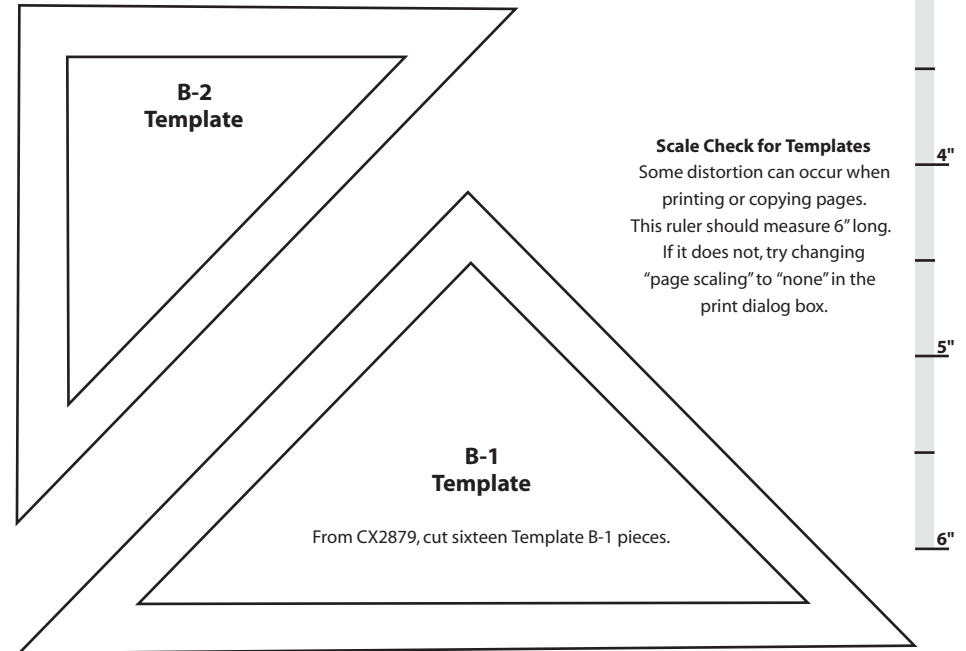 B-2
Template
Scale Check for Templates
Some distortion can occur when
printing or copying pages.
This ruler should measure 6” long.
If it does not, try changing
“page scaling” to “none” in the
print dialog box.
4"
5"
6"
B-1
Template
From CX2879, cut sixteen Template B-1 pieces.